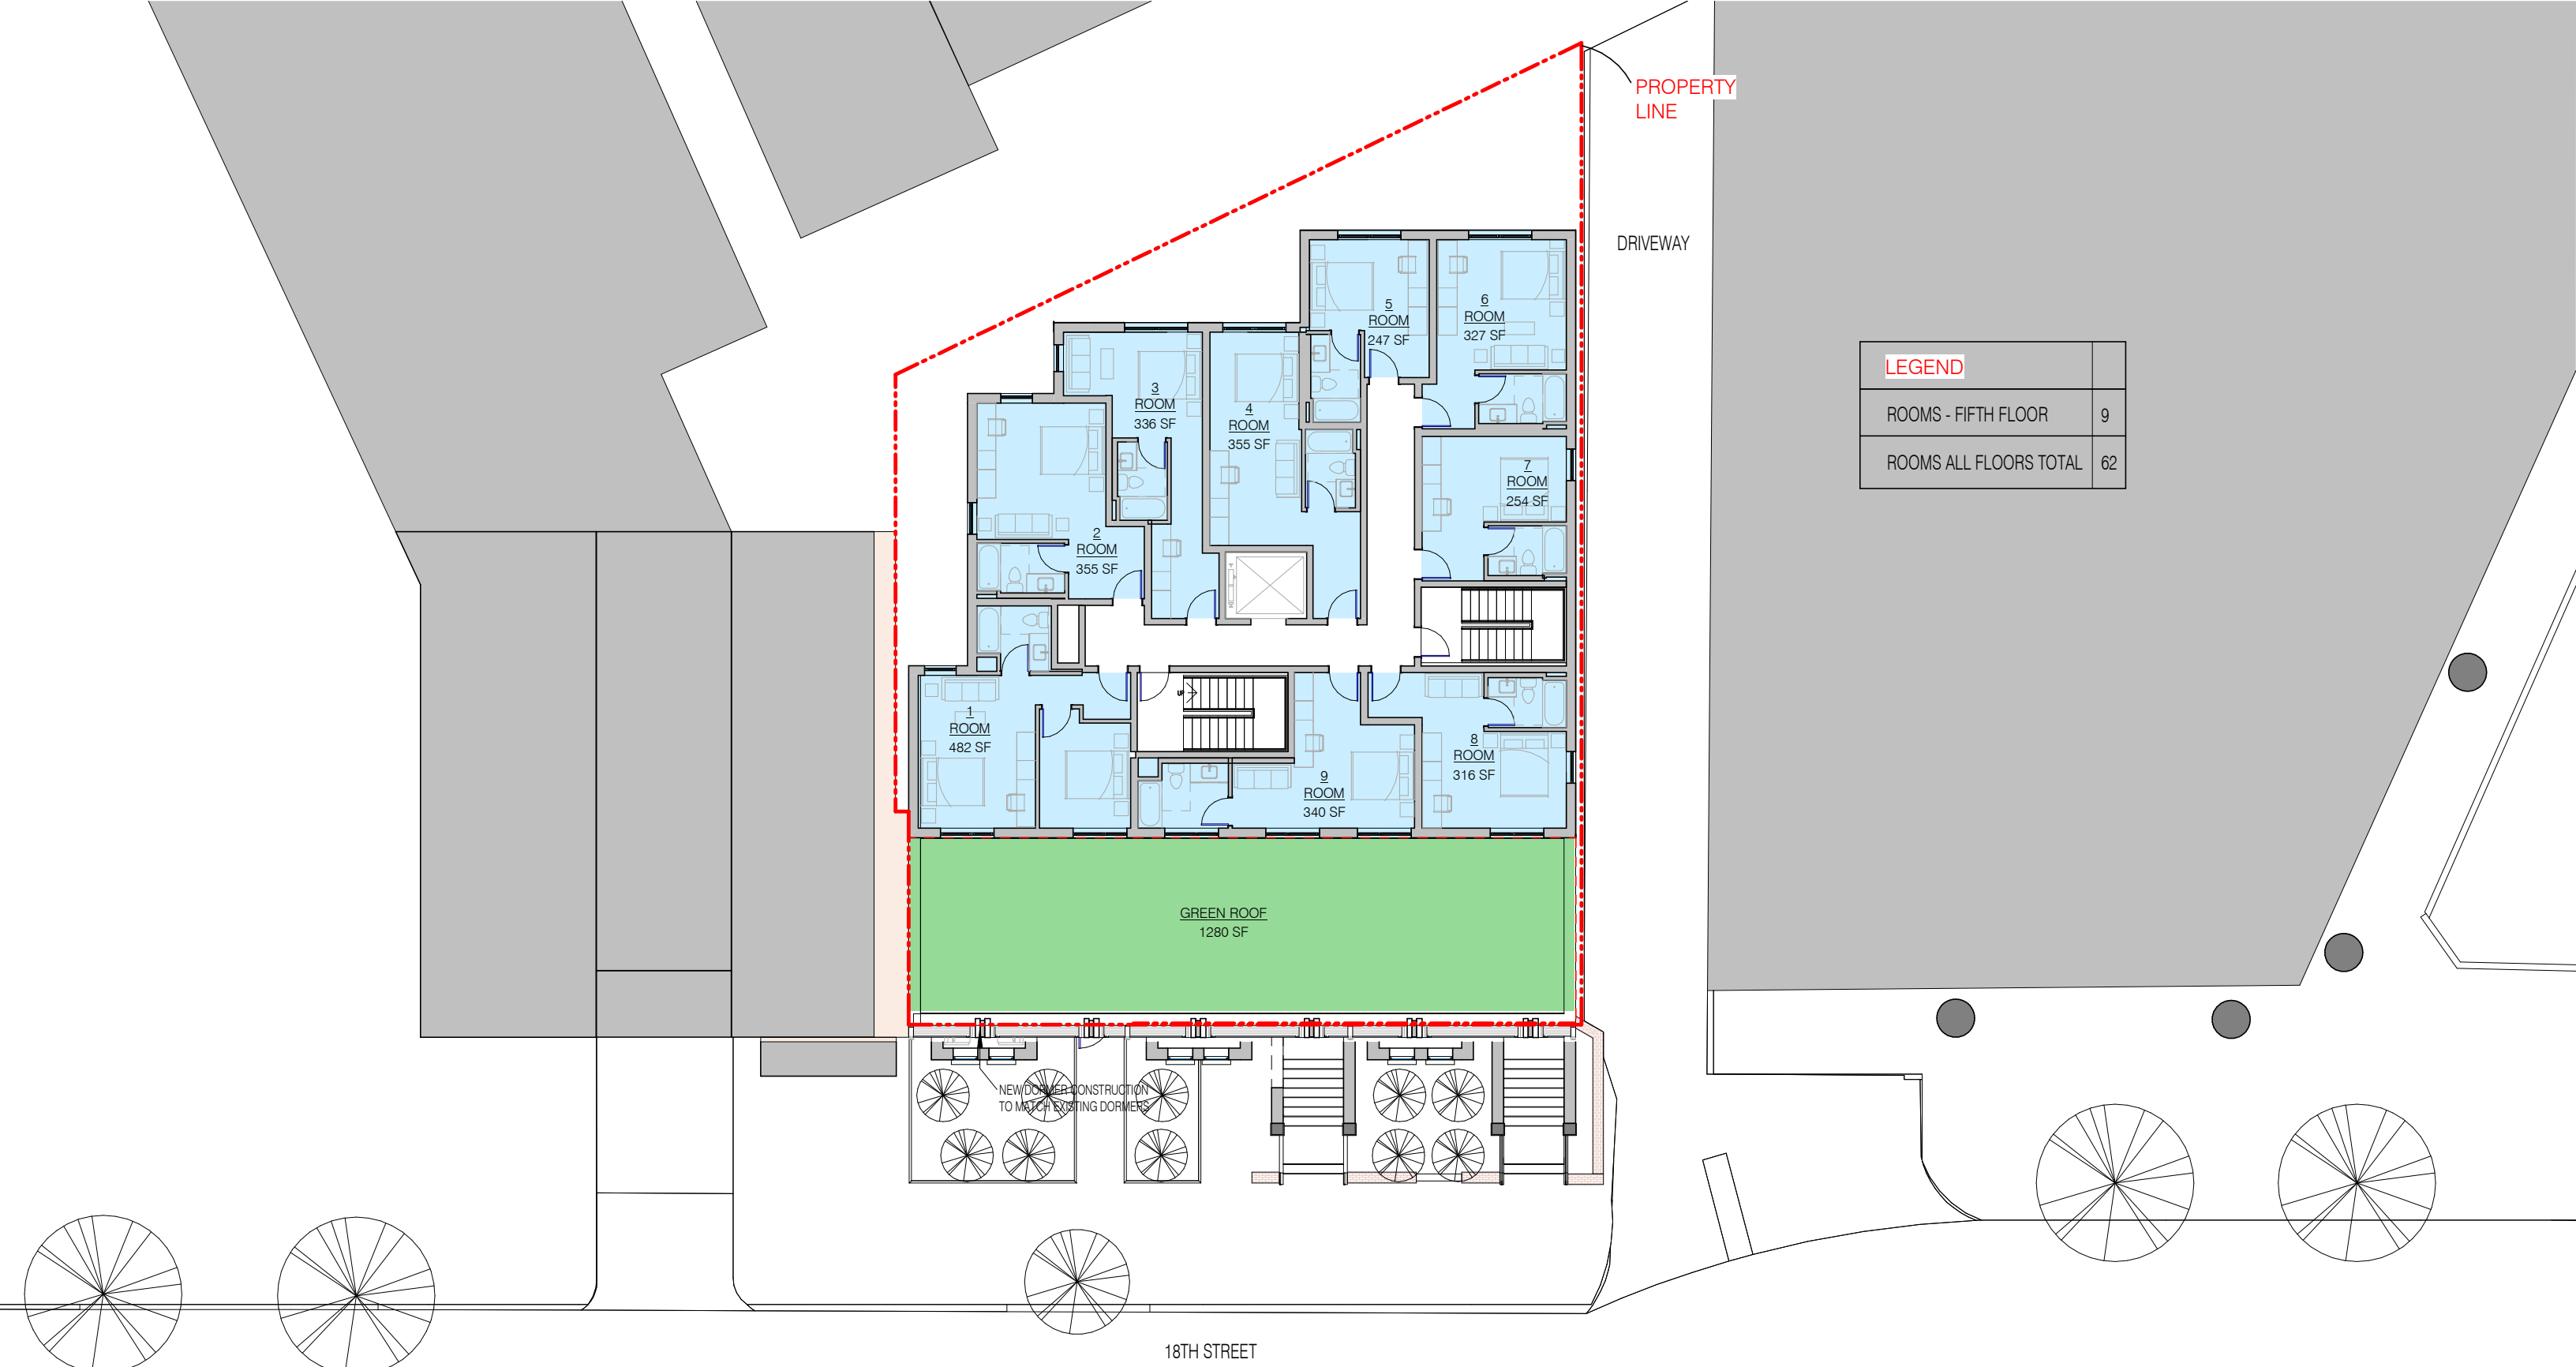 PROPERTY
LINE
DRIVEWAY
5
ROOM
247 SF
6
ROOM
327 SF
3
ROOM
336 SF
4
ROOM
355 SF
LEGEND
ROOMS - FIFTH FLOOR 9
ROOMS ALL FLOORS TOTAL 62
7
ROOM
254 SF
2
ROOM
355 SF
UP
1
ROOM
482 SF
8
ROOM
316 SF
9
ROOM
340 SF
GREEN ROOF
1280 SF
NEW DORMER CONSTRUCTION
TO MATCH EXISTING DORMERS
18TH STREET